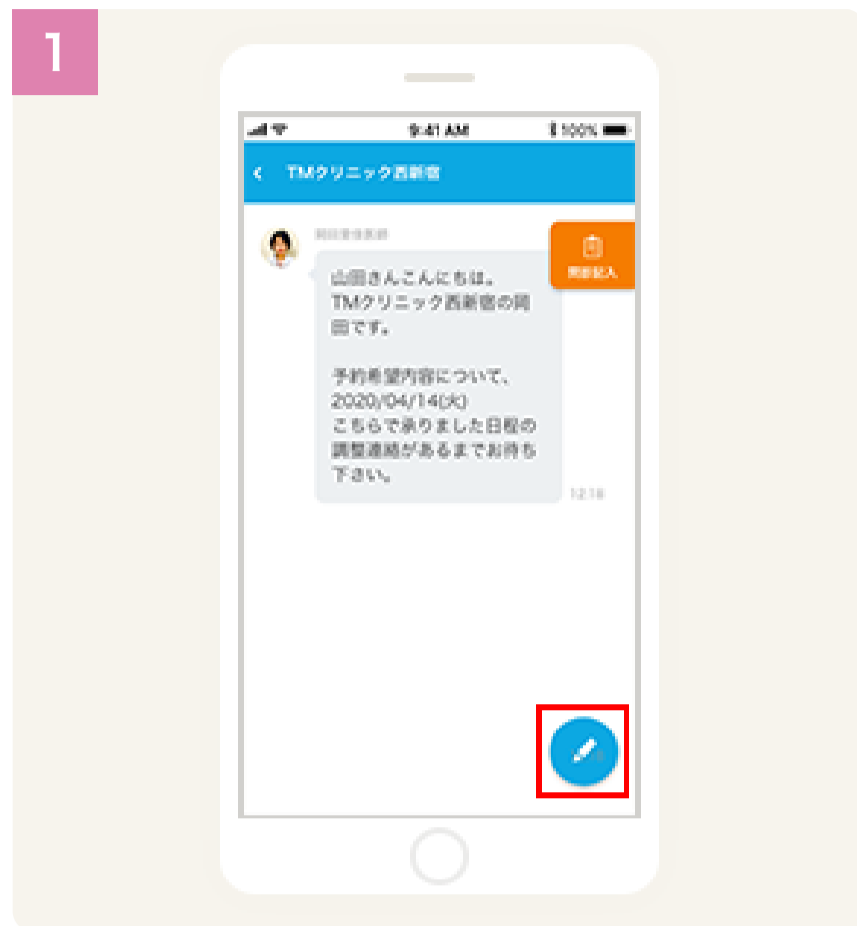 1
9:41 AM
100%
TMクリニック西新宿
問診記入
山田さんこんにちは。
TMクリニック西新宿の岡
田です。
予約希望内容について、
2020/04/14(火)
こちらで承りました日程の
調整連絡があるまでお待ち
下さい。
12:18